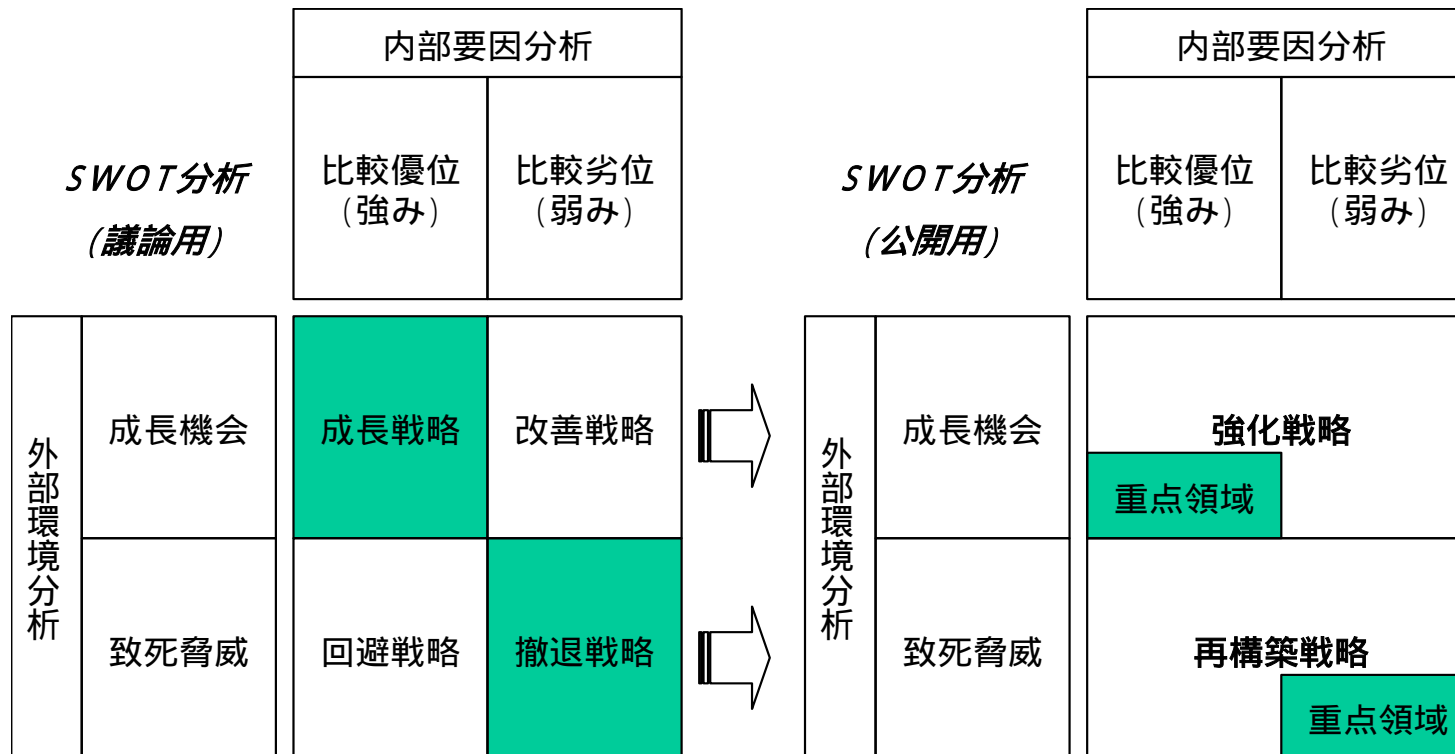 内部要因分析
SWOT分析
(議論用)
比較優位
(強み)
比較劣位
(弱み)
外部環境分析
成長機会
成長戦略
改善戦略
致死脅威
回避戦略
撤退戦略
内部要因分析
SWOT分析
(公開用)
比較優位
(強み)
比較劣位
(弱み)
外部環境分析
成長機会
強化戦略
重点領域
致死脅威
再構築戦略
重点領域